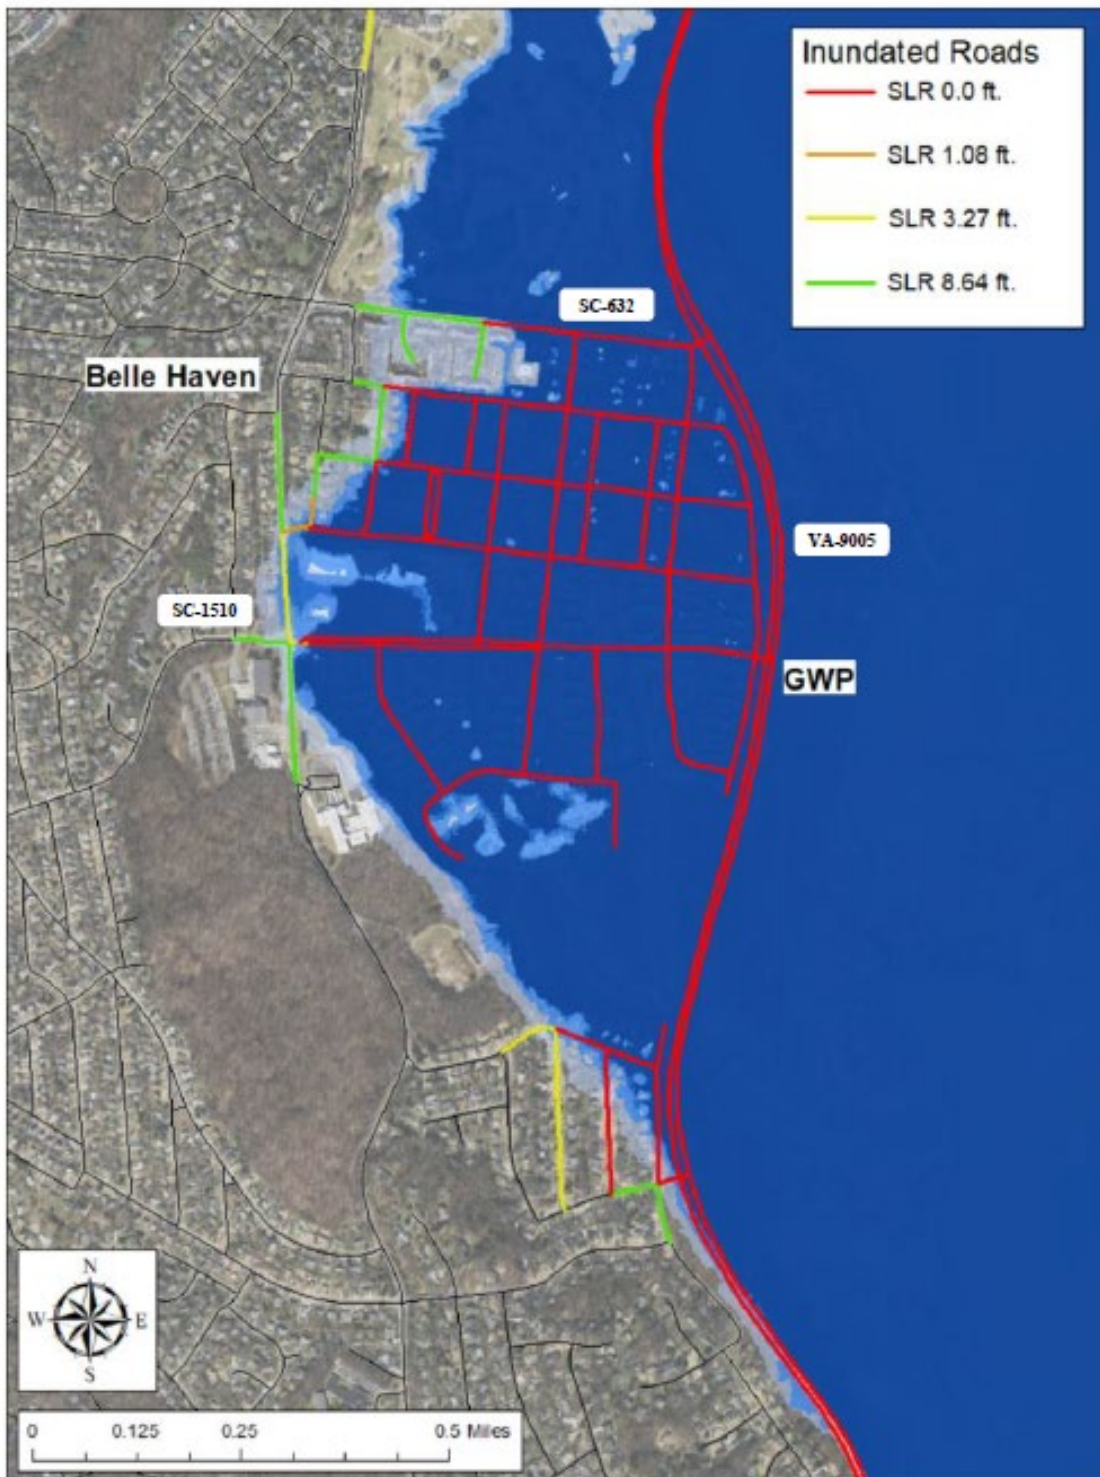 Inundated Roads
SLR 0.0 ft.
SLR 1.08 ft.
SLR 3.27 ft.
SLR 8.64 ft.
SC-632
Belle Haven
VA-9005
SC-1510
GWP
N
W E
S
0 0.125 0.25 0.5 Miles